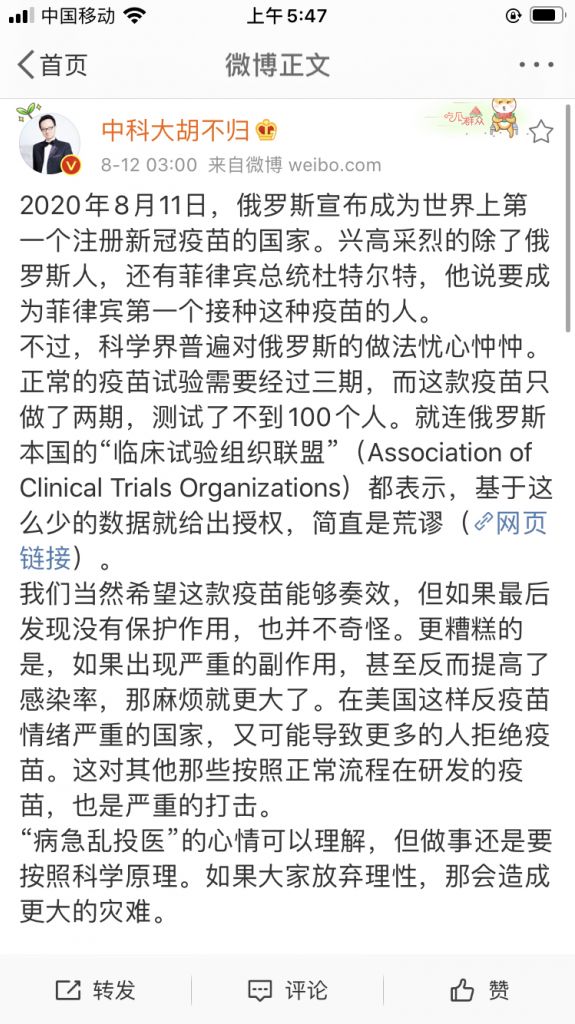 中国移动
上午5:47
首页
微博正文
中科大胡不归
吃瓜群众
8-12 03:00 来自微博 weibo.com
2020年8月11日，俄罗斯宣布成为世界上第
一个注册新冠疫苗的国家。兴高采烈的除了俄
罗斯人，还有菲律宾总统杜特尔特，他说要成
为菲律宾第一个接种这种疫苗的人。
不过，科学界普遍对俄罗斯的做法忧心忡忡。
正常的疫苗试验需要经过三期，而这款疫苗只
做了两期，测试了不到100个人。就连俄罗斯
本国的“临床试验组织联盟”（Association of
Clinical Trials Organizations）都表示，基于这
么少的数据就给出授权，简直是荒谬（网页
链接）。
我们当然希望这款疫苗能够奏效，但如果最后
发现没有保护作用，也并不奇怪。更糟糕的
是，如果出现严重的副作用，甚至反而提高了
感染率，那麻烦就更大了。在美国这样反疫苗
情绪严重的国家，又可能导致更多的人拒绝疫
苗。这对其他那些按照正常流程在研发的疫
苗，也是严重的打击。
“病急乱投医”的心情可以理解，但做事还是要
按照科学原理。如果大家放弃理性，那会造成
更大的灾难。
转发
评论
赞